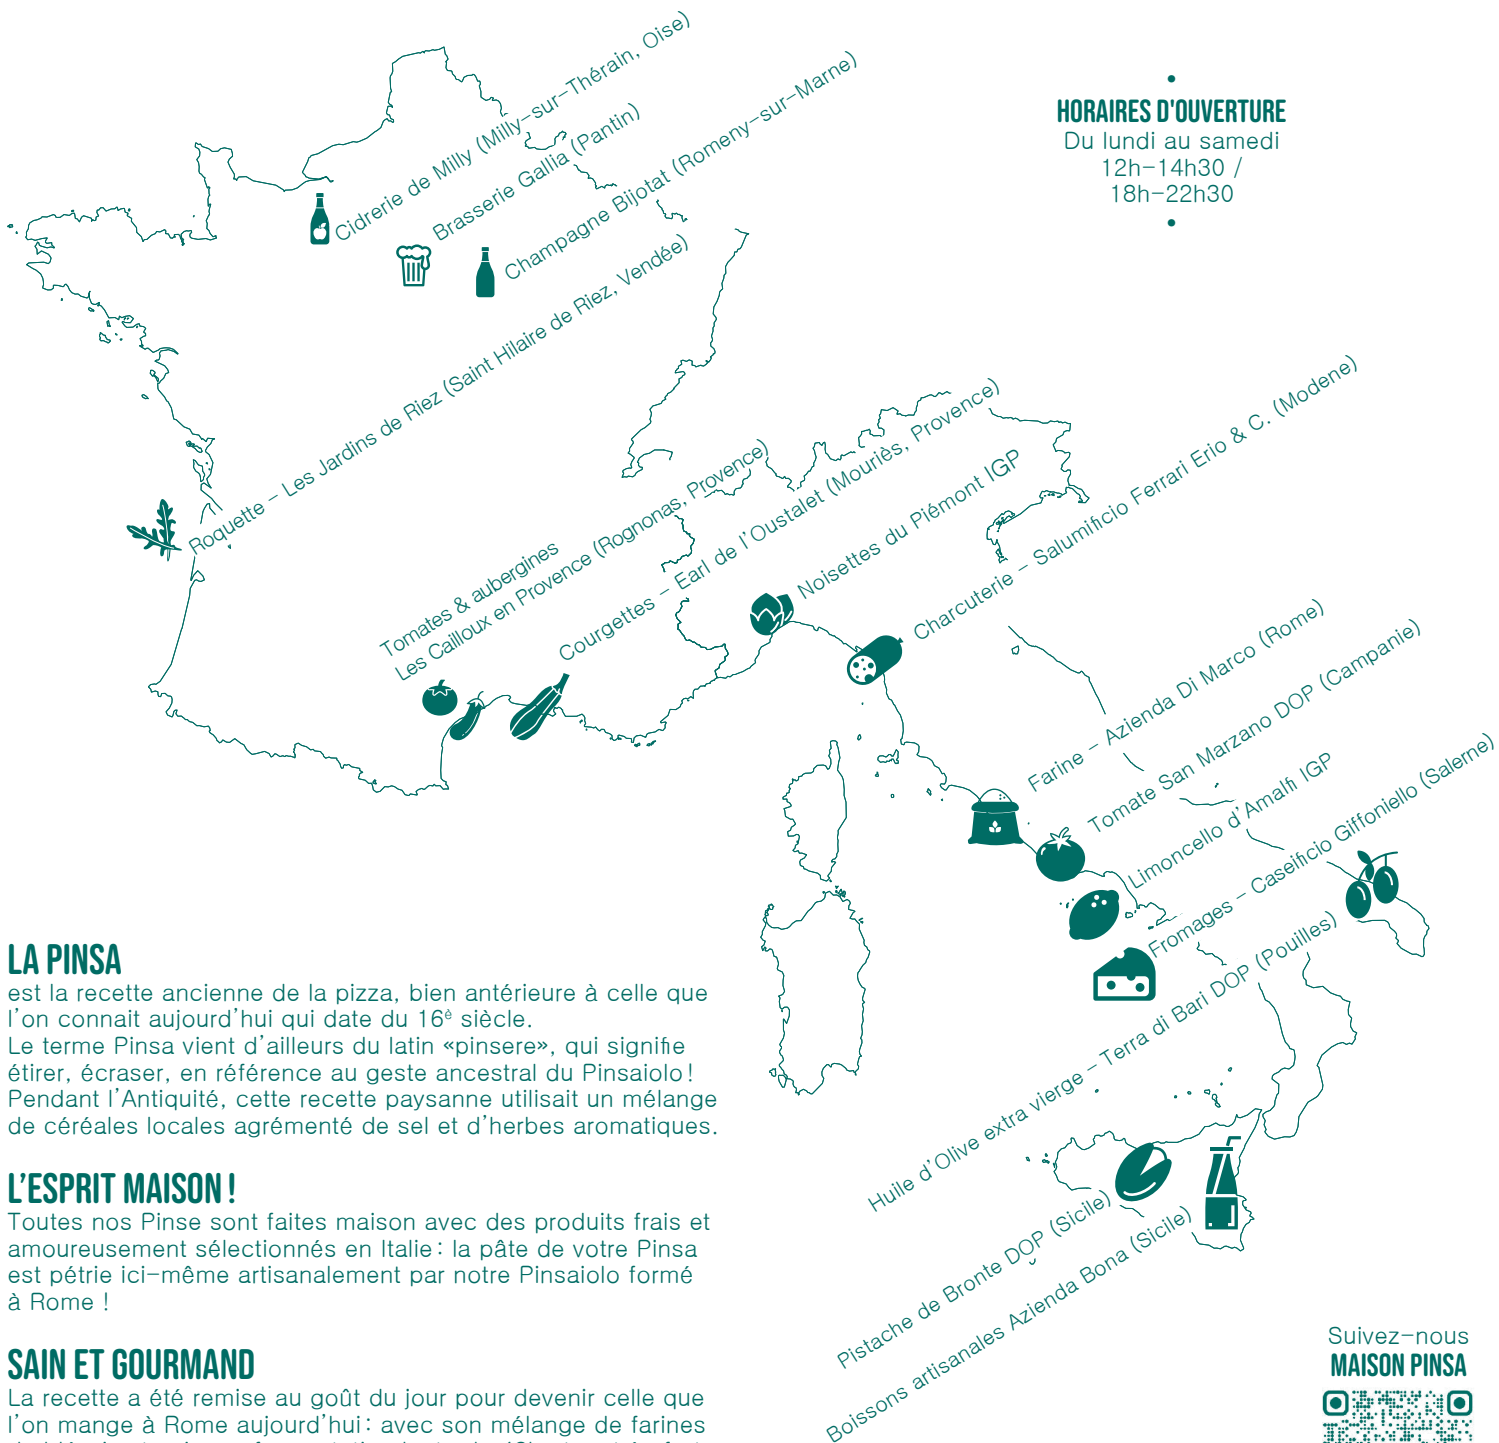 Cidrerie de Milly (Milly-sur-Thérain, Oise)
Brasserie Gallia (Pantin)
Champagne Bijotat (Romeny-sur-Marne)
HORAIRES D'OUVERTURE
Du lundi au samedi
12h-14h30 /
18h-22h30
Roquette - Les Jardins de Riez (Saint Hilaire de Riez, Vendée)
Tomates & aubergines
Les Cailloux en Provence (Rognonas, Provence)
Courgettes - Earl de l'Oustalet (Mouriès, Provence)
Noisettes du Piémont IGP
Charcuterie - Salumificio Ferrari Erio & C. (Modene)
Farine - Azienda Di Marco (Rome)
Tomate San Marzano DOP (Campanie)
Limoncello d'Amalfi IGP
Fromages - Caseificio Giffoniello (Salerne)
Huile d'Olive extra vierge - Terra di Bari DOP (Pouilles)
Pistache de Bronte DOP (Sicile)
Boissons artisanales Azienda Bona (Sicile)
LA PINSA
est la recette ancienne de la pizza, bien antérieure à celle que
l'on connait aujourd'hui qui date du 16è siècle.
Le terme Pinsa vient d'ailleurs du latin «pinsere», qui signifie
étirer, écraser, en référence au geste ancestral du Pinsaiolo !
Pendant l'Antiquité, cette recette paysanne utilisait un mélange
de céréales locales agrémenté de sel et d'herbes aromatiques.
L'ESPRIT MAISON !
Toutes nos Pinse sont faites maison avec des produits frais et
amoureusement sélectionnés en Italie : la pâte de votre Pinsa
est pétrie ici-même artisanalement par notre Pinsaiolo formé
à Rome !
SAIN ET GOURMAND
La recette a été remise au goût du jour pour devenir celle que
l'on mange à Rome aujourd'hui : avec son mélange de farines
Suivez-nous
MAISON PINSA